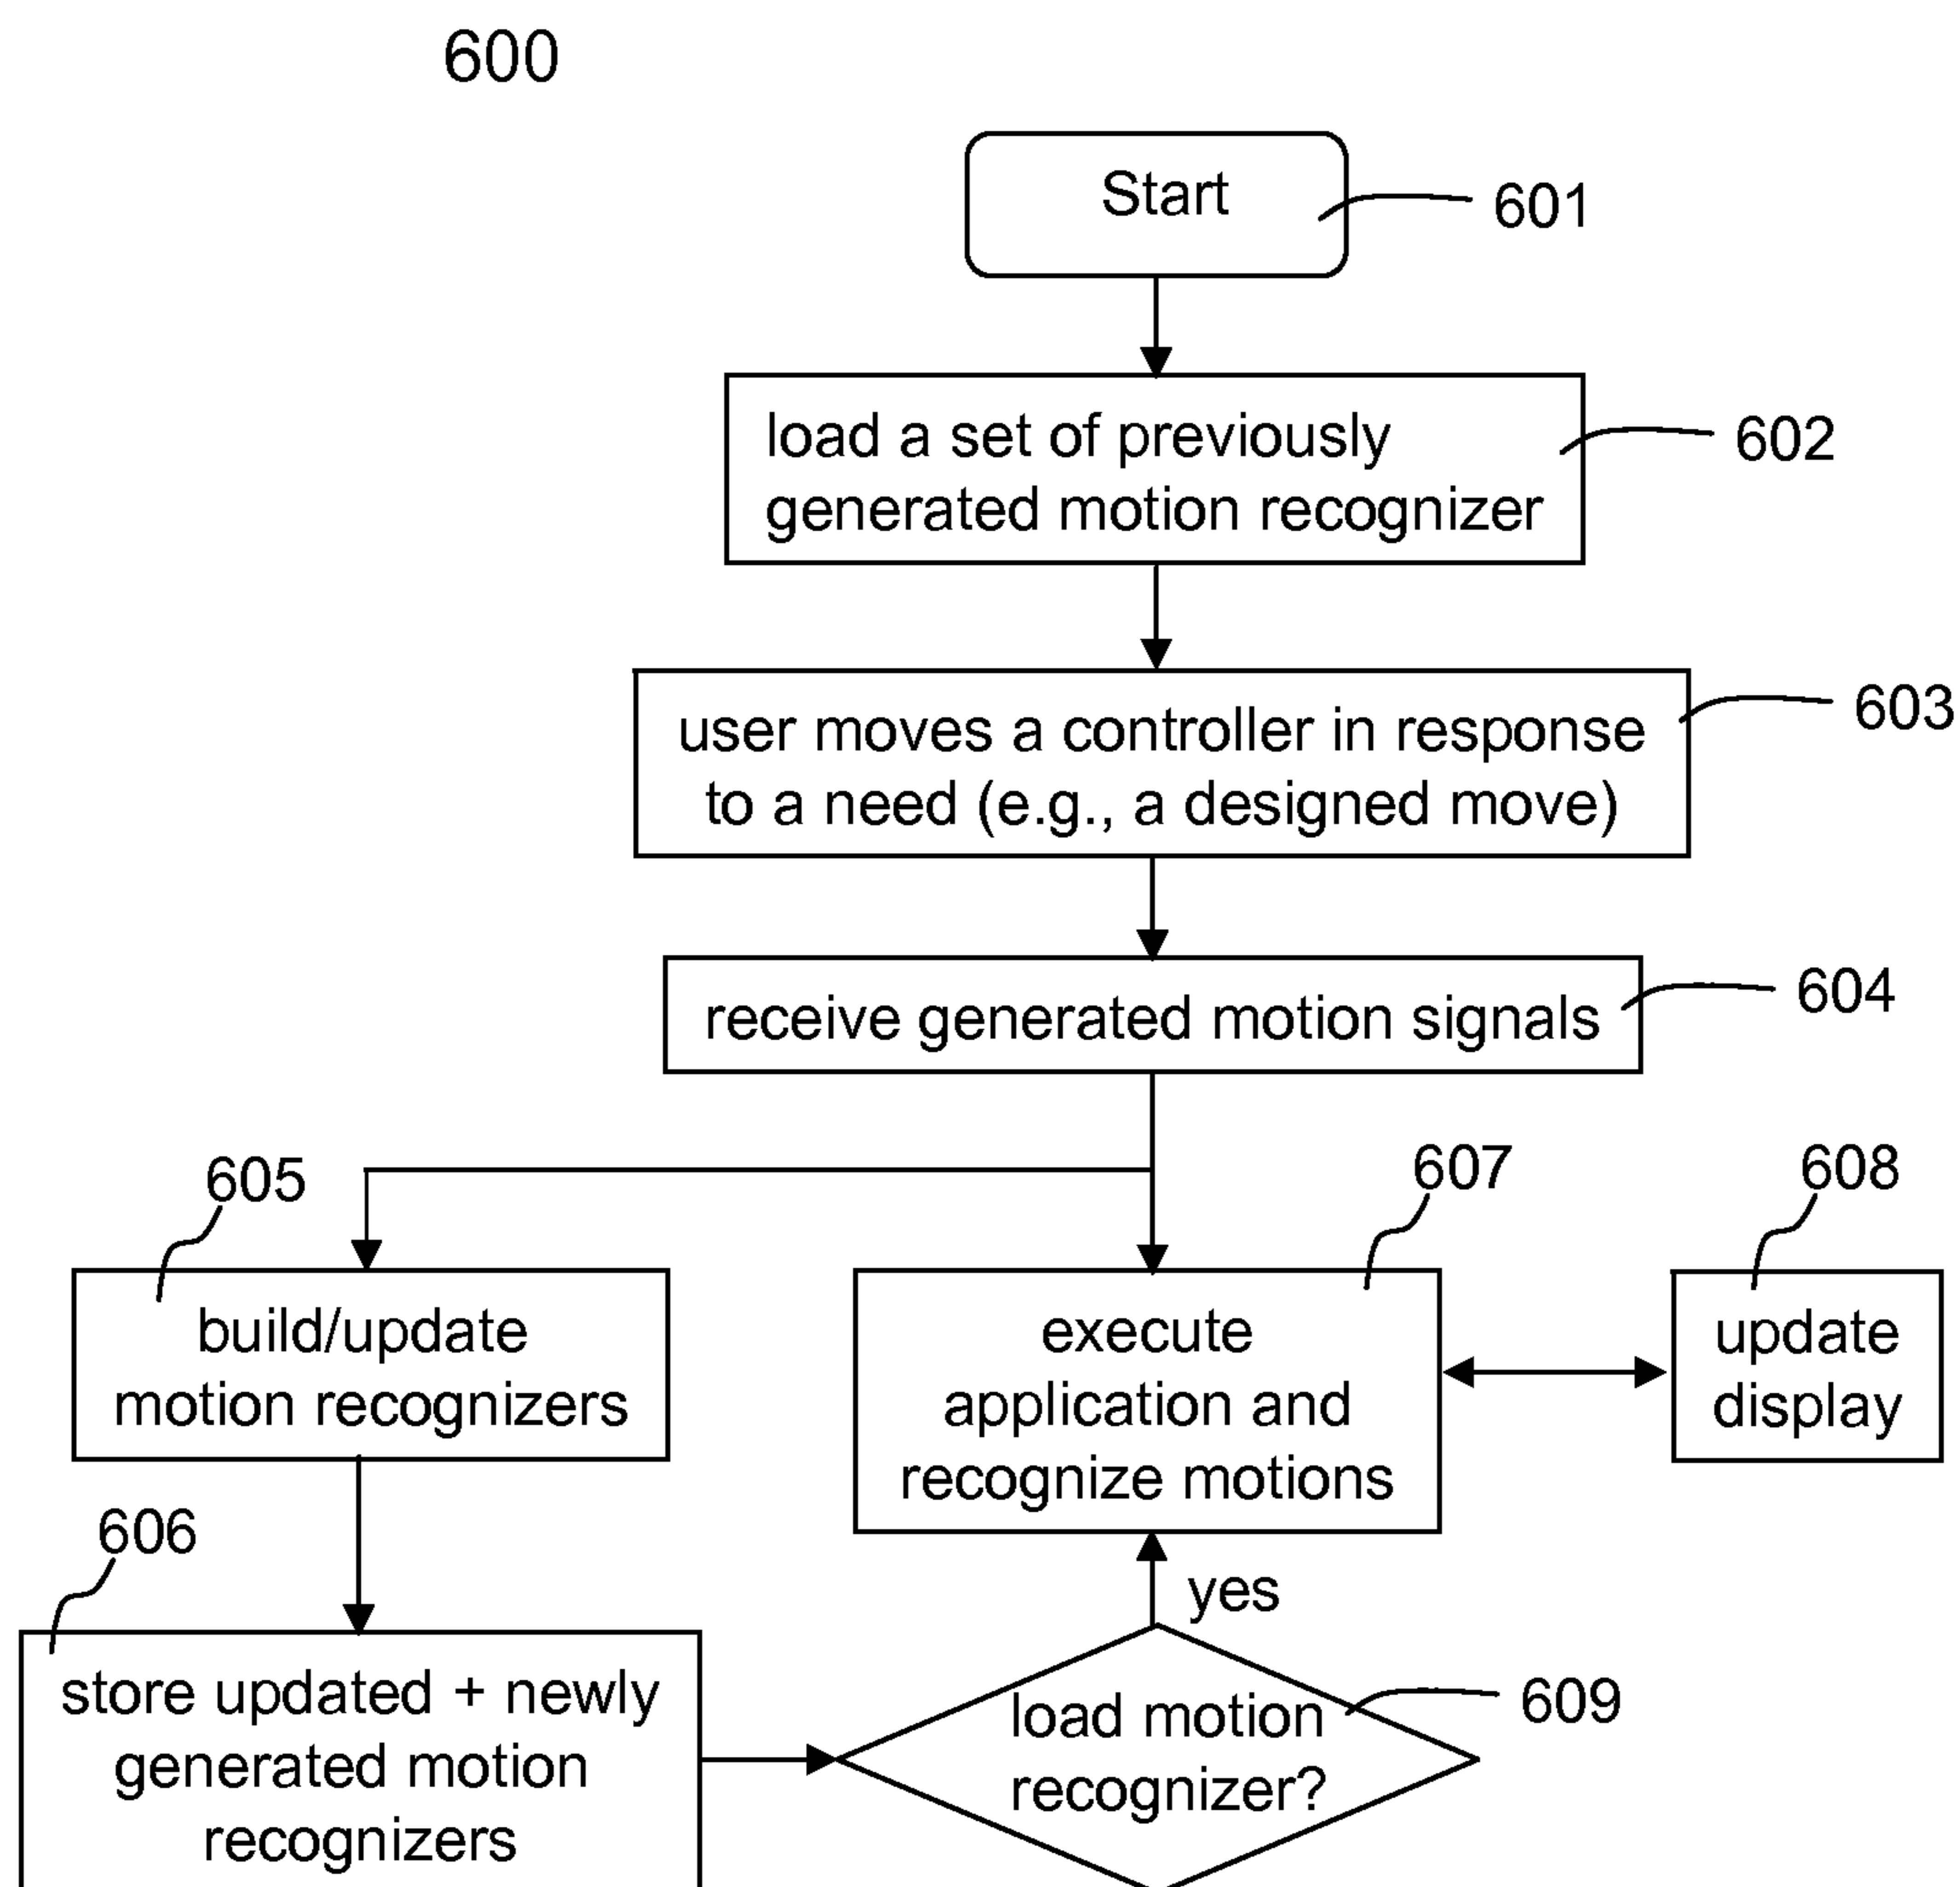 600
Start
601
load a set of previously
generated motion recognizer
602
user moves a controller in response
to a need (e.g., a designed move)
603
receive generated motion signals
604
605
607
608
build/update
motion recognizers
execute
application and
recognize motions
update
display
606
yes
store updated + newly
generated motion
recognizers
load motion
recognizer?
609